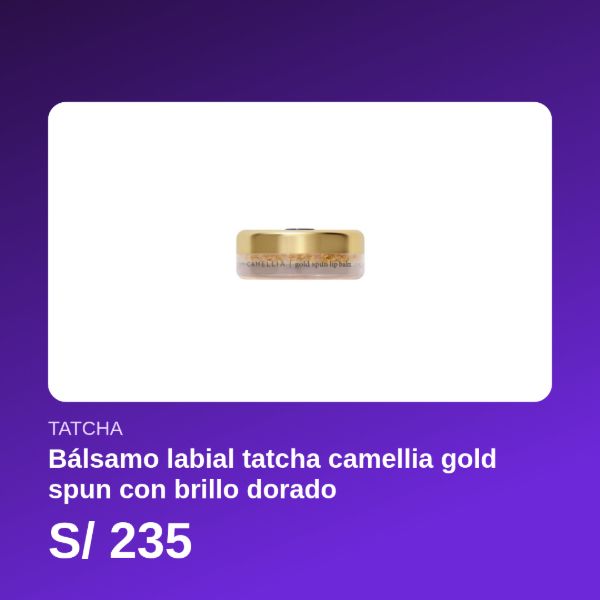 CAMELLIA | gold spun lip balm
TATCHA
Bálsamo labial tatcha camellia gold
spun con brillo dorado
S/ 235